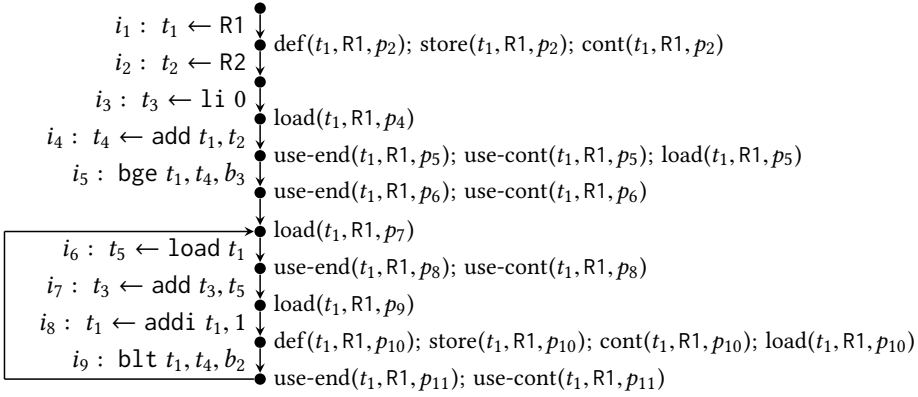 i₁ : t₁ ← R1
def(t₁, R1, p₂); store(t₁, R1, p₂); cont(t₁, R1, p₂)
i₂ : t₂ ← R2
i₃ : t₃ ← li 0
load(t₁, R1, p₄)
i₄ : t₄ ← add t₁, t₂
use-end(t₁, R1, p₅); use-cont(t₁, R1, p₅); load(t₁, R1, p₅)
i₅ : bge t₁, t₄, b₃
use-end(t₁, R1, p₆); use-cont(t₁, R1, p₆)
load(t₁, R1, p₇)
i₆ : t₅ ← load t₁
use-end(t₁, R1, p₈); use-cont(t₁, R1, p₈)
i₇ : t₃ ← add t₃, t₅
load(t₁, R1, p₉)
i₈ : t₁ ← addi t₁, 1
def(t₁, R1, p₁₀); store(t₁, R1, p₁₀); cont(t₁, R1, p₁₀); load(t₁, R1, p₁₀)
i₉ : blt t₁, t₄, b₂
use-end(t₁, R1, p₁₁); use-cont(t₁, R1, p₁₁)